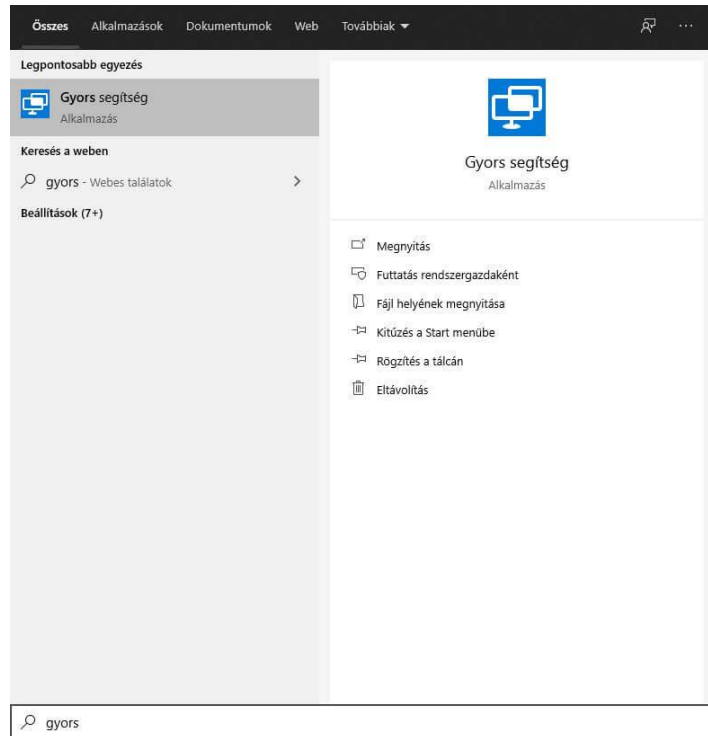 Összes Alkalmazások Dokumentumok Web Továbbiak
Legpontosabb egyezés
Gyors segítség
Alkalmazás
Keresés a weben
gyors - Webes találatok
Beállítások (7+)
Gyors segítség
Alkalmazás
Megnyitás
Futtatás rendszergazdaként
Fájl helyének megnyitása
Kitűzés a Start menübe
Rögzítés a tálcán
Eltávolítás
gyors